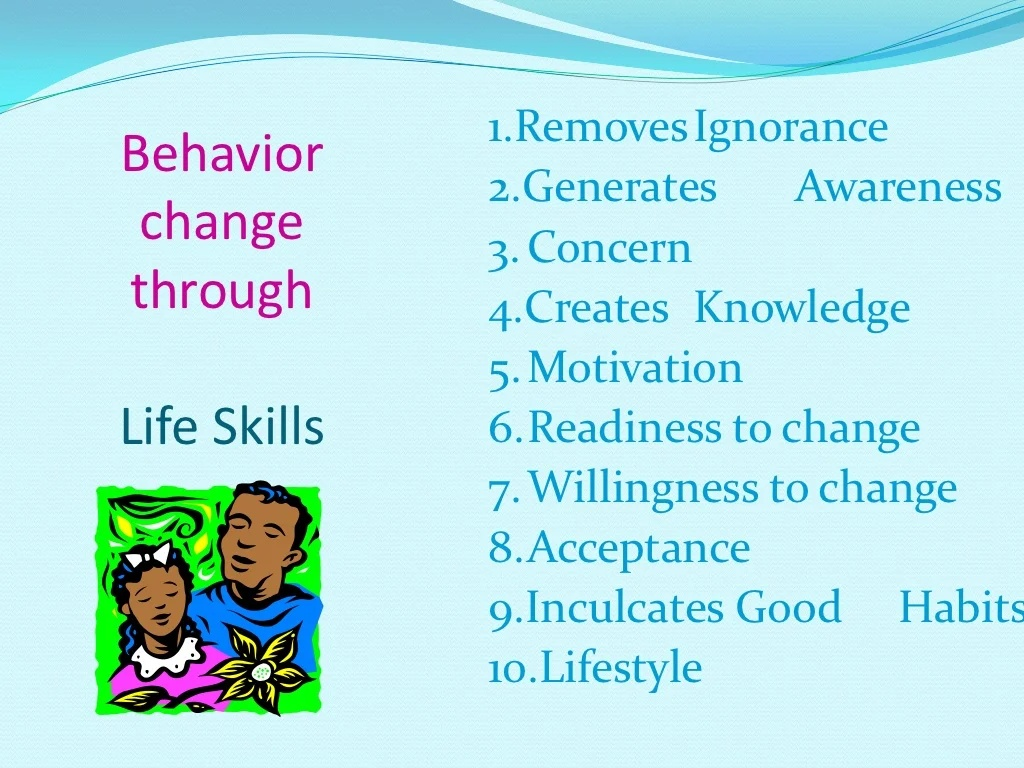 Behavior
change
through
Life Skills
1.Removes Ignorance
2.Generates Awareness
3. Concern
4.Creates Knowledge
5. Motivation
6.Readiness to change
7. Willingness to change
8.Acceptance
9.Inculcates Good Habits
10.Lifestyle